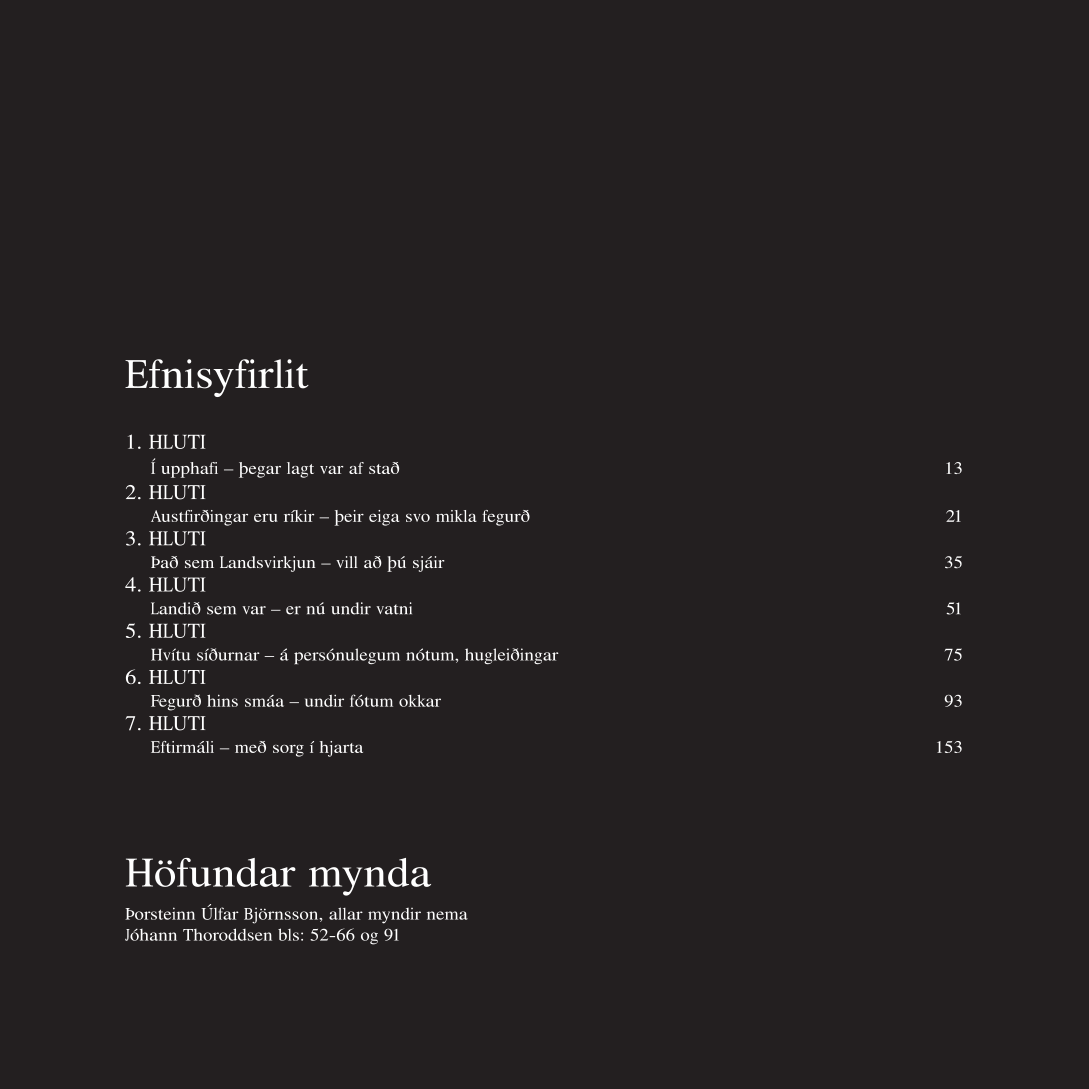 Efnisyfirlit
1. HLUTI
Í upphafi – þegar lagt var af stað 13
2. HLUTI
Austfirðingar eru ríkir – þeir eiga svo mikla fegurð 21
3. HLUTI
Það sem Landsvirkjun – vill að þú sjáir 35
4. HLUTI
Landið sem var – er nú undir vatni 51
5. HLUTI
Hvítu síðurnar – á persónulegum nótum, hugleiðingar 75
6. HLUTI
Fegurð hins smáa – undir fótum okkar 93
7. HLUTI
Eftirmáli – með sorg í hjarta 153
Höfundar mynda
Þorsteinn Úlfar Björnsson, allar myndir nema
Jóhann Thoroddsen bls: 52-66 og 91